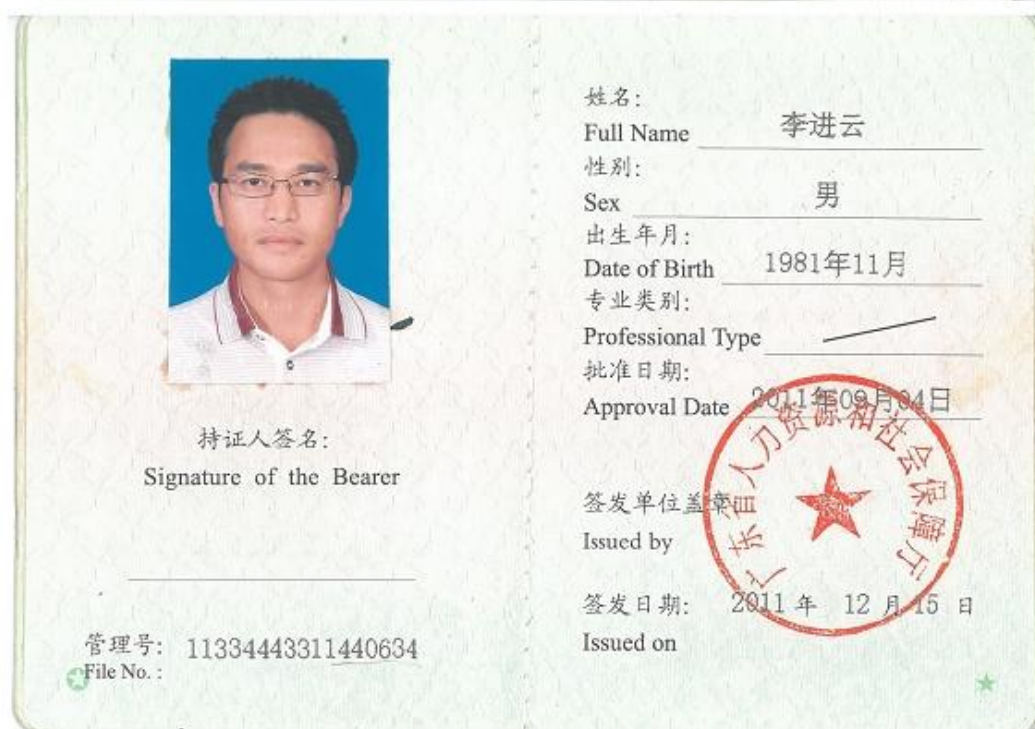 持证人签名:
Signature of the Bearer
管理号: 11334443311440634
File No. :
姓名:
Full Name 李进云
性别:
Sex 男
出生年月:
Date of Birth 1981年11月
专业类别:
Professional Type
批准日期:
Approval Date 2011年09月04日
广东省人力资源和社会保障厅
签发单位盖章
Issued by
签发日期: 2011 年 12 月 15 日
Issued on